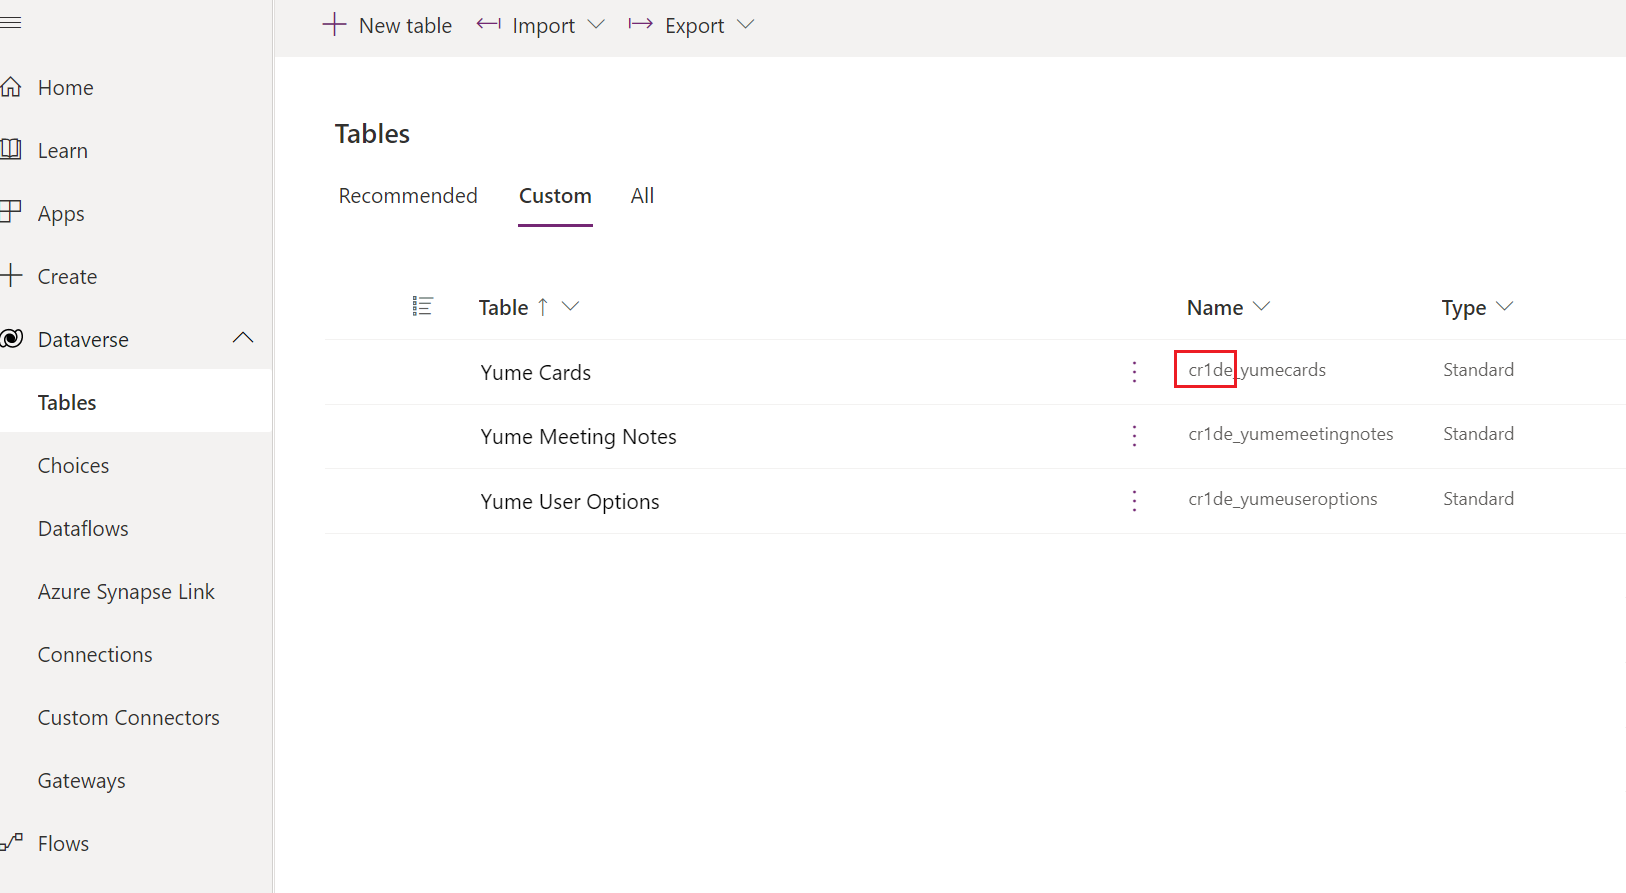 New table Import Export
Home
Learn
Apps
Create
Dataverse
Tables
Choices
Dataflows
Azure Synapse Link
Connections
Custom Connectors
Gateways
Flows
Tables
Recommended Custom All
Table Name Type
Yume Cards cr1de_yumecards Standard
Yume Meeting Notes cr1de_yumemeetingnotes Standard
Yume User Options cr1de_yumeuseroptions Standard